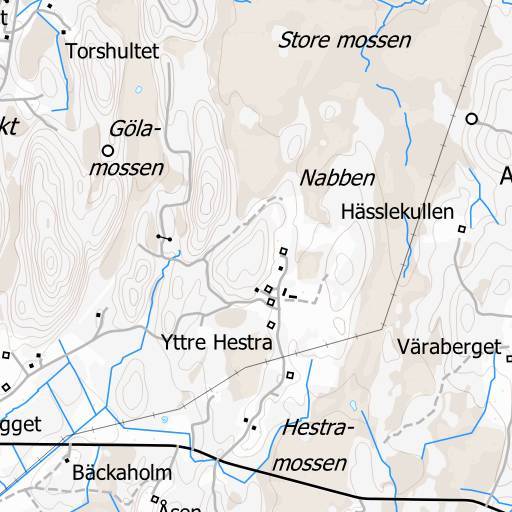 Store mossen
Torshultet
Göla-
mossen
Nabben
Hässlekullen
Yttre Hestra
Väraberget
Hestra-
mossen
Bäckaholm